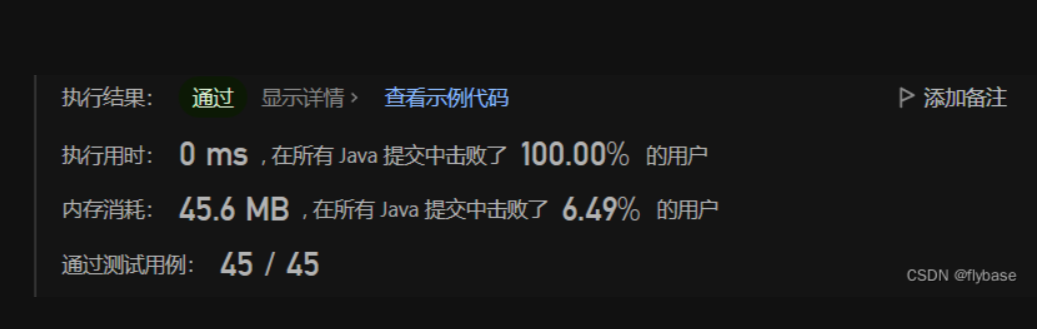 执行结果： 通过 显示详情 › 查看示例代码 添加备注
执行用时： 0 ms , 在所有 Java 提交中击败了 100.00% 的用户
内存消耗： 45.6 MB , 在所有 Java 提交中击败了 6.49% 的用户
通过测试用例： 45 / 45
CSDN @flybase